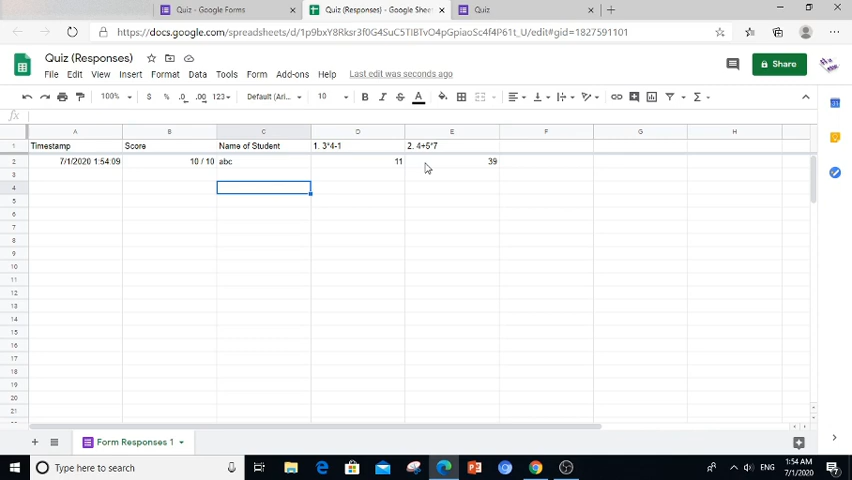 Quiz - Google Forms
Quiz (Responses) - Google Shee
Quiz
https://docs.google.com/spreadsheets/d/1p9bxY8Rksr3f0G4SuC5TIBTvO4pGpiaoSc4f4P61t_U/edit#gid=1827591101
Quiz (Responses)
Share
File Edit View Insert Format Data Tools Form Add-ons Help Last edit was seconds ago
100% $ % .0 .00 123 Default (Ari... 10 B I S A
fx
A B C D E F G H
1 Timestamp Score Name of Student 1. 3*4-1 2. 4+5*7
2 7/1/2020 1:54:09 10 / 10 abc 11 39
3
4
5
6
7
8
9
10
11
12
13
14
15
16
17
18
19
20
21
Form Responses 1
Type here to search
ENG
1:54 AM
7/1/2020